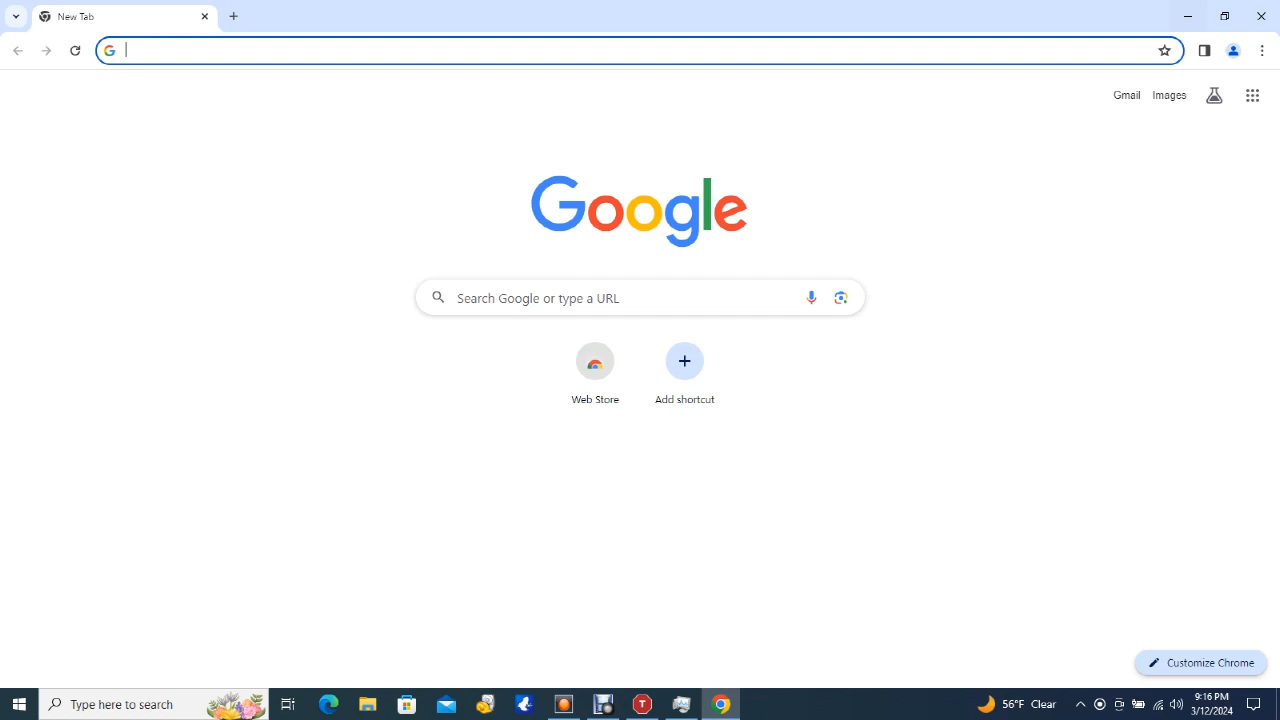 New Tab
Gmail Images
Google
Search Google or type a URL
Web Store Add shortcut
Customize Chrome
Type here to search
T
56°F Clear
9:16 PM
3/12/2024